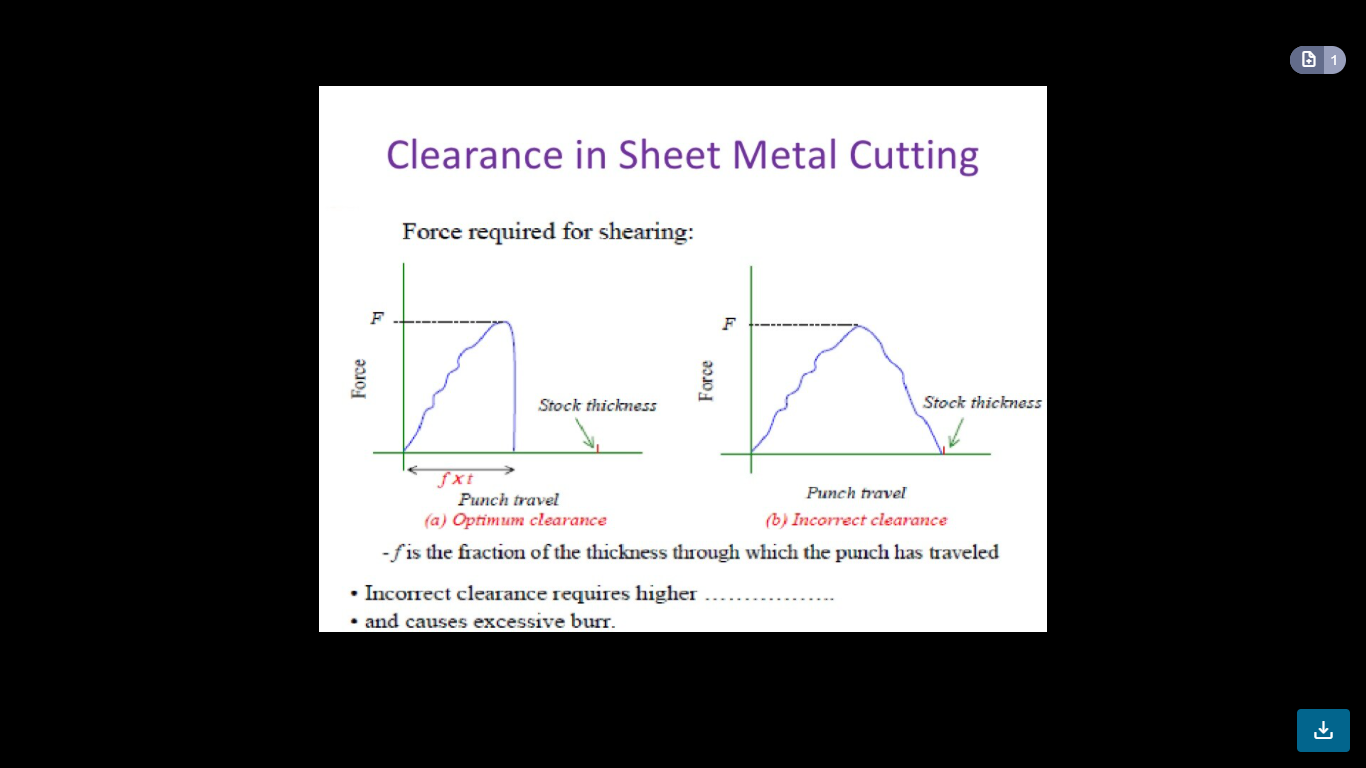 1
Clearance in Sheet Metal Cutting
Force required for shearing:
F
Force
Stock thickness
f x t
Punch travel
(a) Optimum clearance
F
Force
Stock thickness
Punch travel
(b) Incorrect clearance
- f is the fraction of the thickness through which the punch has traveled
• Incorrect clearance requires higher ……………..
• and causes excessive burr.